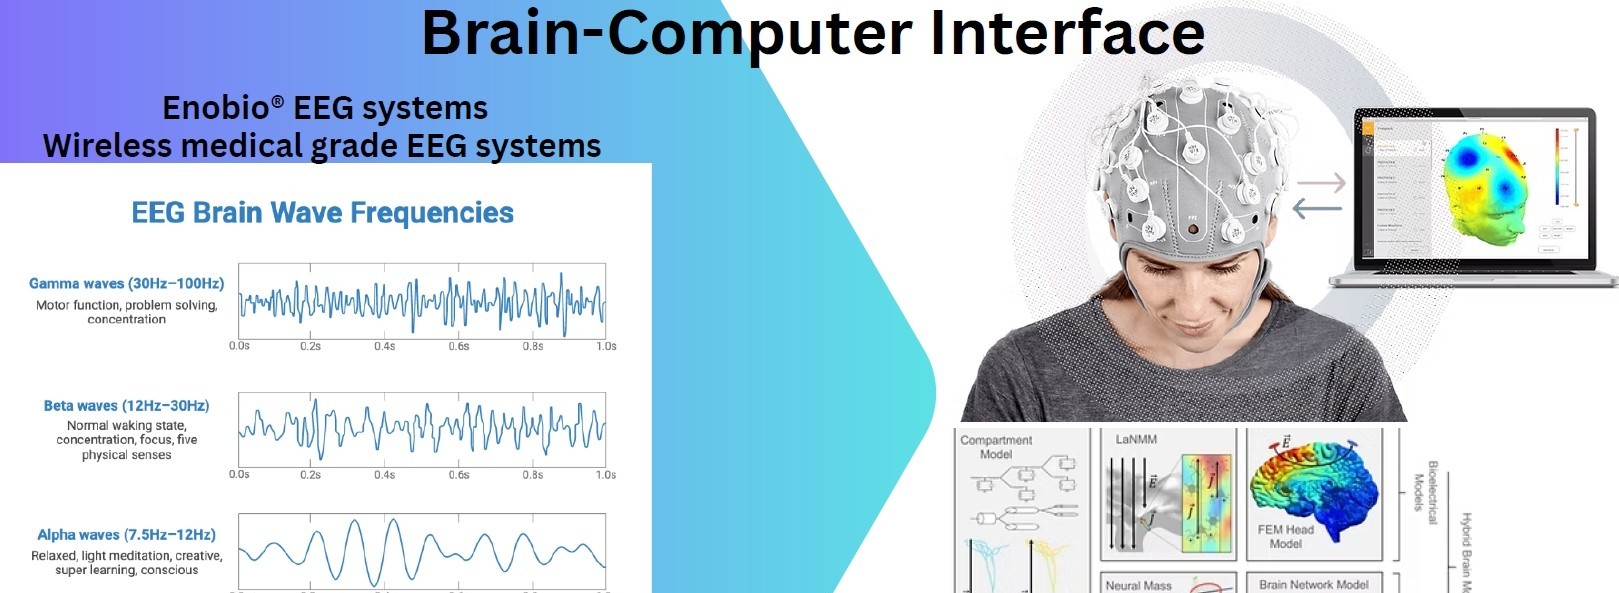 Brain-Computer Interface
Enobio® EEG systems
Wireless medical grade EEG systems
EEG Brain Wave Frequencies
Gamma waves (30Hz–100Hz)
Motor function, problem solving,
concentration
0.0s 0.2s 0.4s 0.6s 0.8s 1.0s
Beta waves (12Hz–30Hz)
Normal waking state,
concentration, focus, five
physical senses
0.0s 0.2s 0.4s 0.6s 0.8s 1.0s
Alpha waves (7.5Hz–12Hz)
Relaxed, light meditation, creative,
super learning, conscious
Compartment
Model
LaNMM
E
J
J
J
E
FEM Head
Model
Bioelectrical
Models
Hybrid Brain
Neural Mass
Brain Network Model